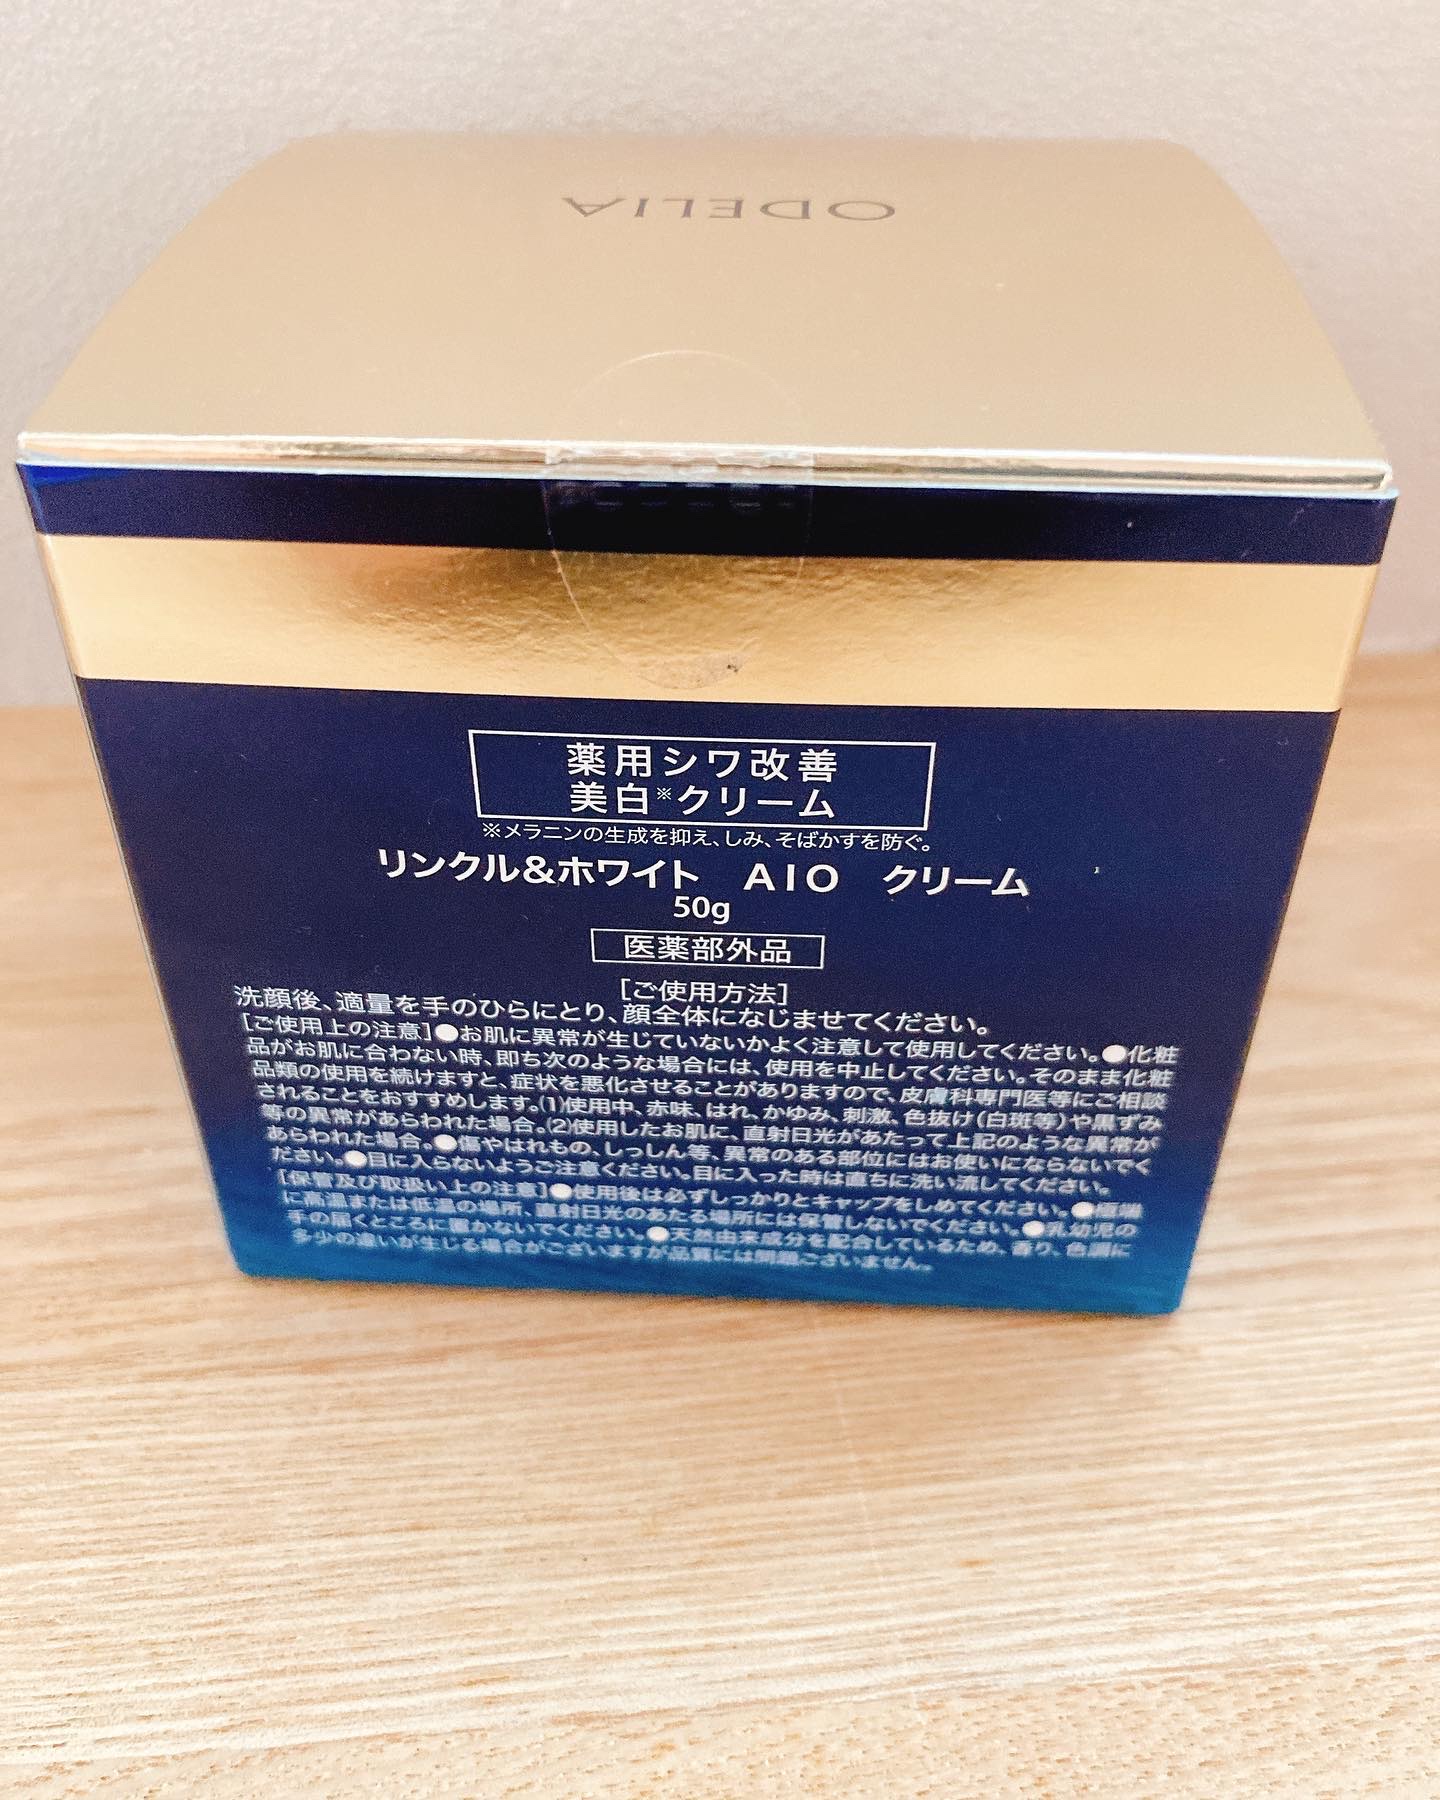 ODELIA
薬用シワ改善
美白※クリーム
※メラニンの生成を抑え、しみ、そばかすを防ぐ。
リンクル&ホワイト AIO クリーム
50g
医薬部外品
[ご使用方法]
洗顔後、適量を手のひらにとり、顔全体になじませてください。
[ご使用上の注意]●お肌に異常が生じていないかよく注意して使用してください。●化粧
品がお肌に合わない時、即ち次のような場合には、使用を中止してください。そのまま化粧
品類の使用を続けますと、症状を悪化させることがありますので、皮膚科専門医等にご相談
されることをおすすめします。(1)使用中、赤味、はれ、かゆみ、刺激、色抜け(白斑等)や黒ずみ
等の異常があらわれた場合。(2)使用したお肌に、直射日光があたって上記のような異常が
あらわれた場合。●傷やはれもの、しっしん等、異常のある部位にはお使いにならないでく
ださい。●目に入らないようご注意ください。目に入った時は直ちに洗い流してください。
[保管及び取扱い上の注意]●使用後は必ずしっかりとキャップをしめてください。●極端
に高温または低温の場所、直射日光のあたる場所には保管しないでください。●乳幼児の
手の届くところに置かないでください。●天然由来成分を配合しているため、香り、色調に
多少の違いが生じる場合がございますが品質には問題ございません。